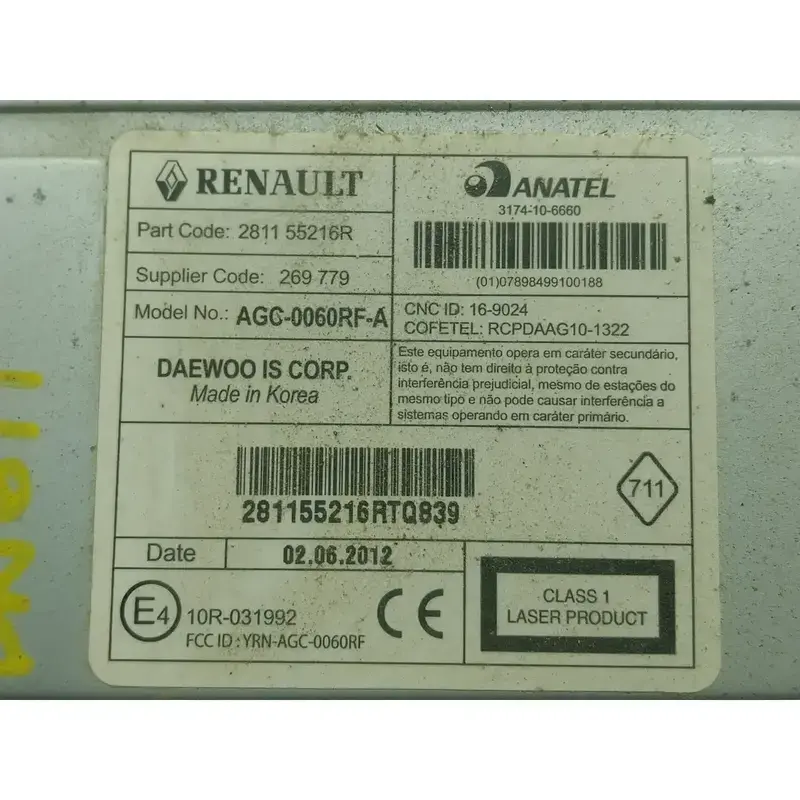 RENAULT
Part Code: 2811 55216R
Supplier Code: 269 779
Model No.: AGC-0060RF-A
DAEWOO IS CORP.
Made in Korea
ANATEL
3174-10-6660
(01)07898499100188
CNC ID: 16-9024
COFETEL: RCPDAAG10-1322
Este equipamento opera em caráter secundário,
isto é, não tem direito à proteção contra
interferência prejudicial, mesmo de estações do
mesmo tipo e não pode causar interferência a
sistemas operando em caráter primário.
281155216RTQ839
711
Date 02.06.2012
E4 10R-031992
FCC ID : YRN-AGC-0060RF
CE
CLASS 1
LASER PRODUCT